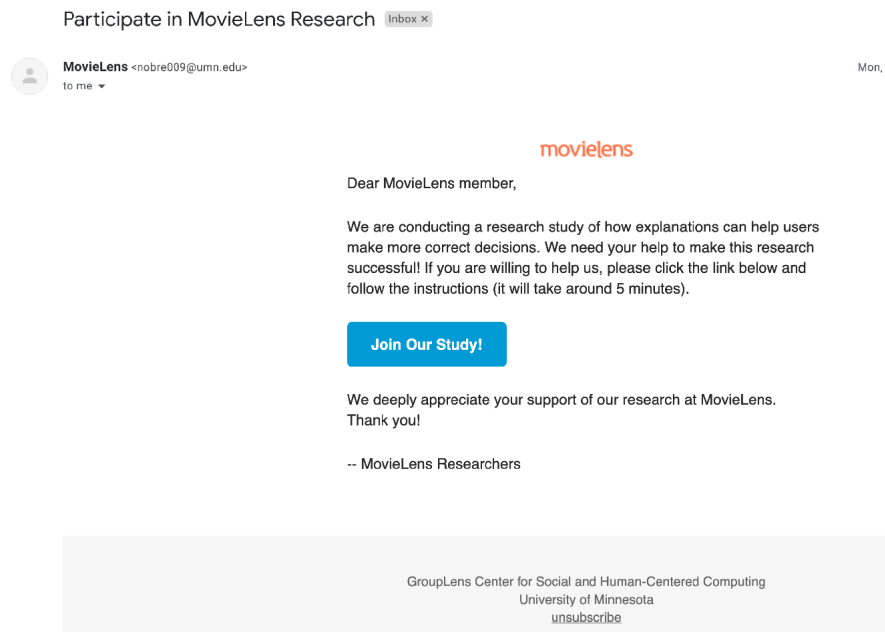 Participate in MovieLens Research Inbox ×
MovieLens <nobre009@umn.edu>
Mon,
to me
movielens
Dear MovieLens member,
We are conducting a research study of how explanations can help users
make more correct decisions. We need your help to make this research
successful! If you are willing to help us, please click the link below and
follow the instructions (it will take around 5 minutes).
Join Our Study!
We deeply appreciate your support of our research at MovieLens.
Thank you!
-- MovieLens Researchers
GroupLens Center for Social and Human-Centered Computing
University of Minnesota
unsubscribe